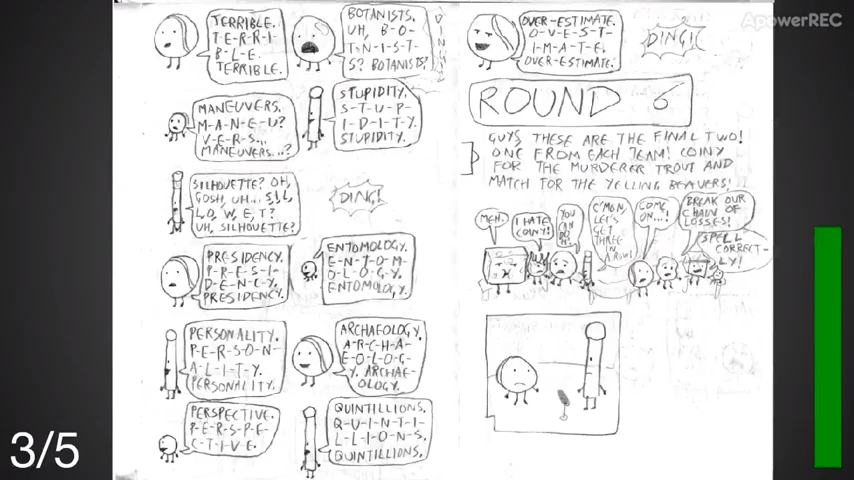 TERRIBLE.
T-E-R-R-I
B-L-E.
TERRIBLE.
BOTANISTS.
UH, B-O-
T-N-I-S-T-
S? BOTANISTS?
MANEUVERS.
M-A-N-E-U?
V-E-R-S...
MANEUVERS...?
STUPIDITY.
S-T-U-P-
I-D-I-T-Y.
STUPIDITY.
SILHOUETTE? OH,
GOSH, UH... S,I,L,
L,O, W, E, T?
UH, SILHOUETTE?
DING!
PRESIDENCY.
P-R-E-S-I-
D-E-N-C-Y.
PRESIDENCY.
ENTOMOLOGY.
E-N-T-O-M-
O-L-O-G-Y.
ENTOMOLOGY.
PERSONALITY.
P-E-R-S-O-N-
A-L-I-T-Y.
PERSONALITY.
ARCHAEOLOGY.
A-R-C-H-A-
E-O-L-O-G-
Y. ARCHAE-
OLOGY.
PERSPECTIVE.
P-E-R-S-P-E-
C-T-I-V-E.
QUINTILLIONS.
Q-U-I-N-T-I-
L-L-I-O-N-S.
QUINTILLIONS.
OVER-ESTIMATE.
O-V-E-S-T-
I-M-A-T-E.
OVER-ESTIMATE.
DING!
ROUND 6
GUYS, THESE ARE THE FINAL TWO!
ONE FROM EACH TEAM! COINY
FOR THE MURDERER TROUT AND
MATCH FOR THE YELLING BEAVERS!
MEH.
I HATE
COINY!
YOU
CAN DO
C'MON,
LET'S
GET
THREE
IN
A ROW!
COME
ON...!
BREAK OUR
CHAIN OF
LOSSES!
SPELL
CORRECT-
LY!
3/5
ApowerREC